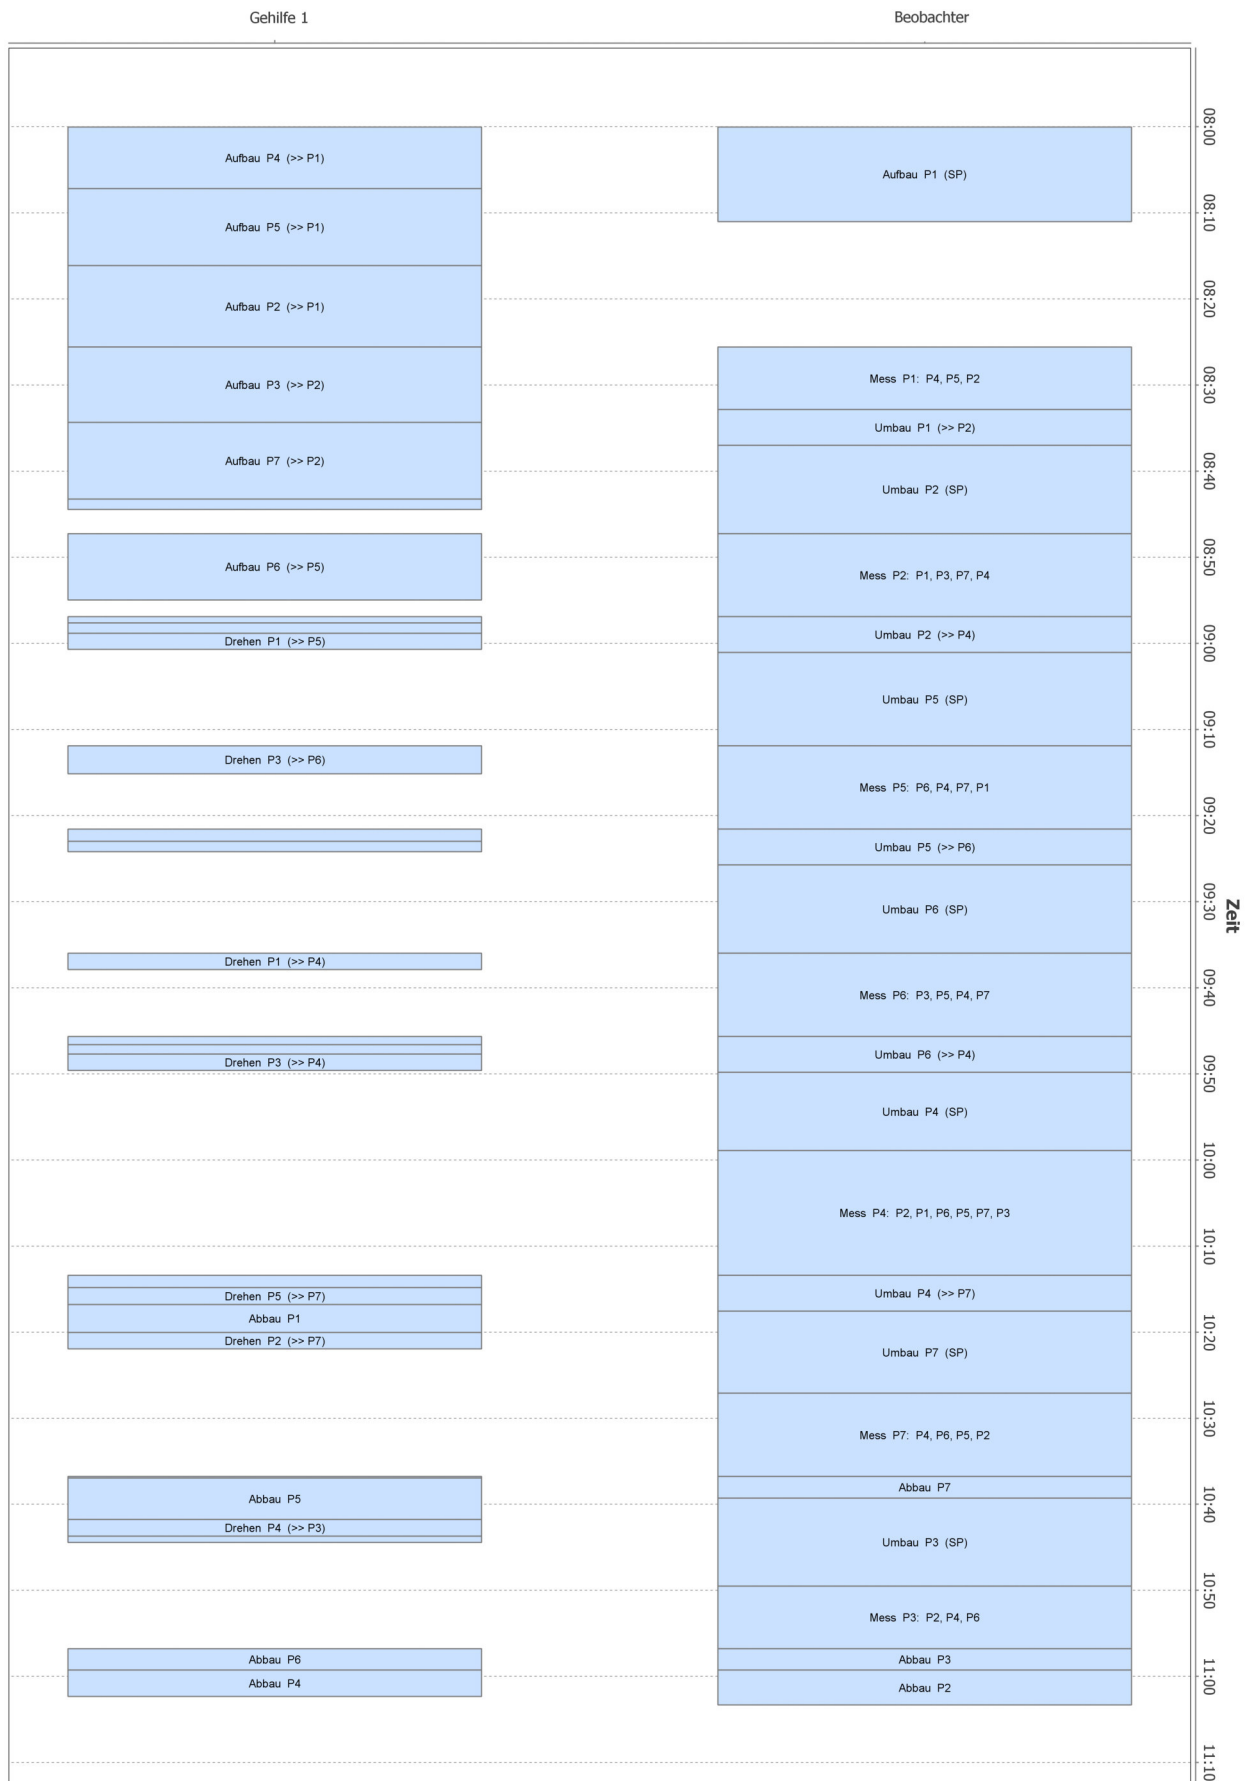 Gehilfe 1
Beobachter
08:00
08:10
08:20
08:30
08:40
08:50
09:00
09:10
09:20
09:30
09:40
09:50
10:00
10:10
10:20
10:30
10:40
10:50
11:00
11:10
Zeit
Aufbau P4 (>> P1)
Aufbau P5 (>> P1)
Aufbau P2 (>> P1)
Aufbau P3 (>> P2)
Aufbau P7 (>> P2)
Aufbau P6 (>> P5)
Drehen P1 (>> P5)
Drehen P3 (>> P6)
Drehen P1 (>> P4)
Drehen P3 (>> P4)
Drehen P5 (>> P7)
Abbau P1
Drehen P2 (>> P7)
Abbau P5
Drehen P4 (>> P3)
Abbau P6
Abbau P4
Aufbau P1 (SP)
Mess P1: P4, P5, P2
Umbau P1 (>> P2)
Umbau P2 (SP)
Mess P2: P1, P3, P7, P4
Umbau P2 (>> P4)
Umbau P5 (SP)
Mess P5: P6, P4, P7, P1
Umbau P5 (>> P6)
Umbau P6 (SP)
Mess P6: P3, P5, P4, P7
Umbau P6 (>> P4)
Umbau P4 (SP)
Mess P4: P2, P1, P6, P5, P7, P3
Umbau P4 (>> P7)
Umbau P7 (SP)
Mess P7: P4, P6, P5, P2
Abbau P7
Umbau P3 (SP)
Mess P3: P2, P4, P6
Abbau P3
Abbau P2